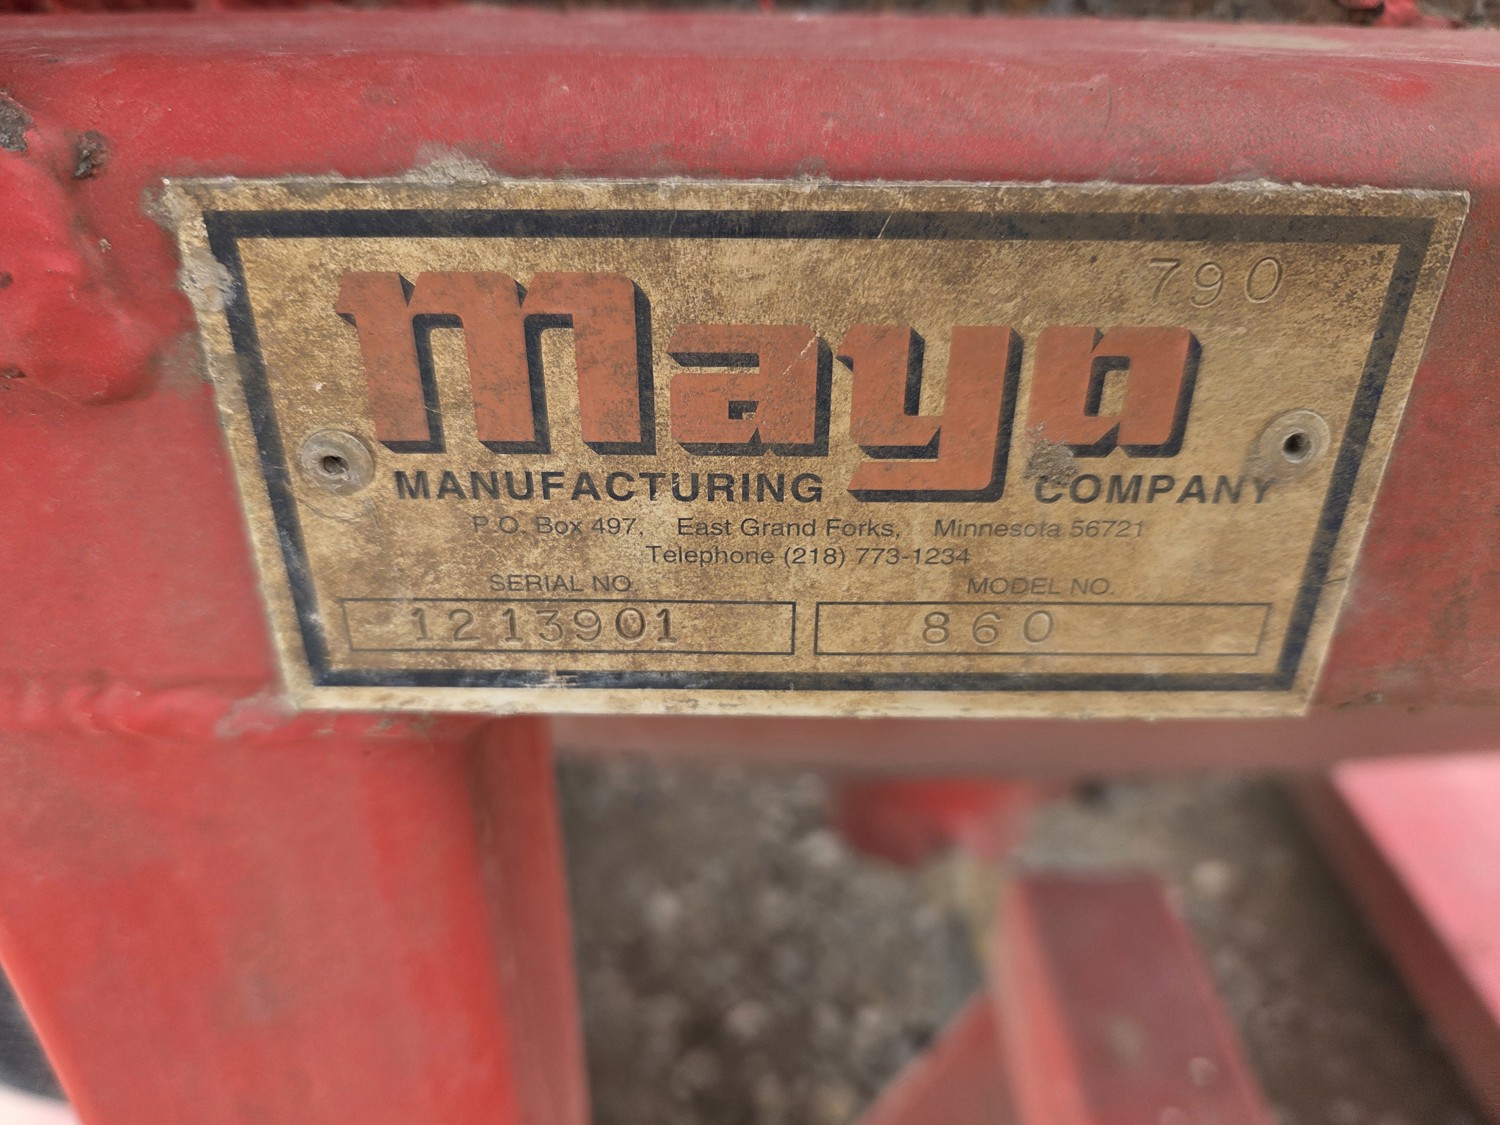 790
Mayo
MANUFACTURING COMPANY
P.O. Box 497, East Grand Forks, Minnesota 56721
Telephone (218) 773-1234
SERIAL NO. MODEL NO.
1213901 860